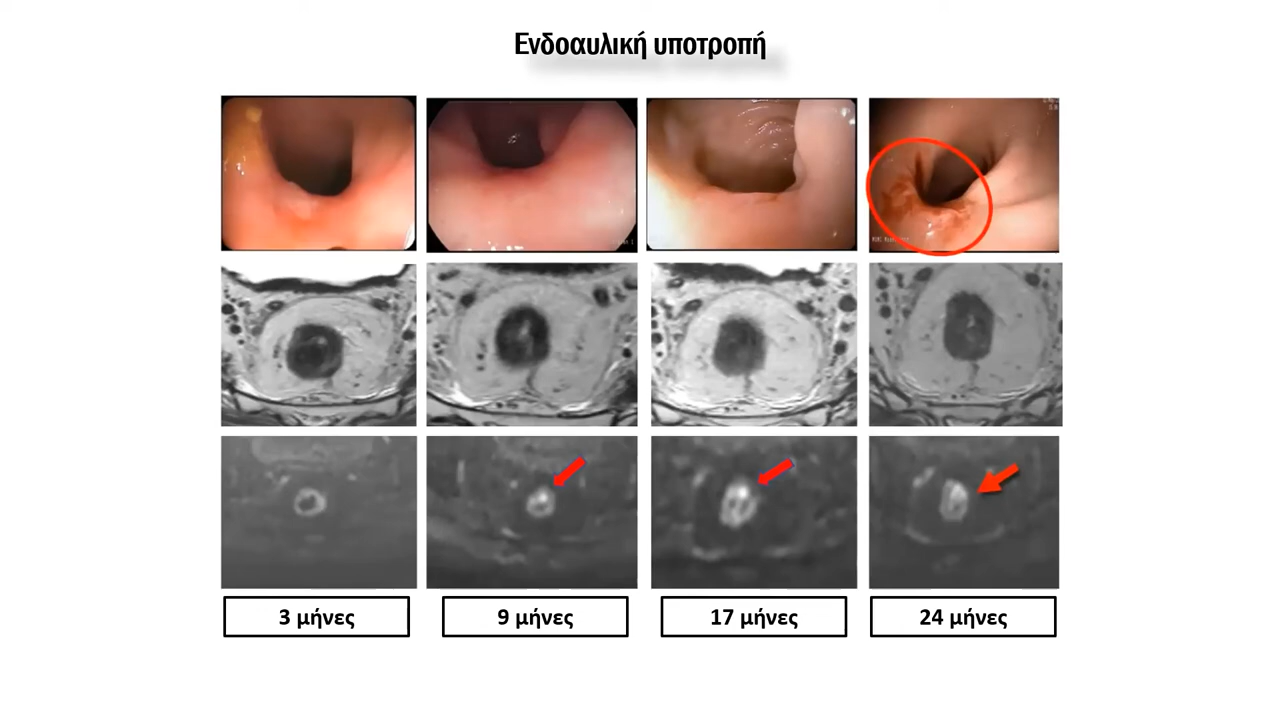 Ενδοαυλική υποτροπή
3 μήνες
9 μήνες
17 μήνες
24 μήνες